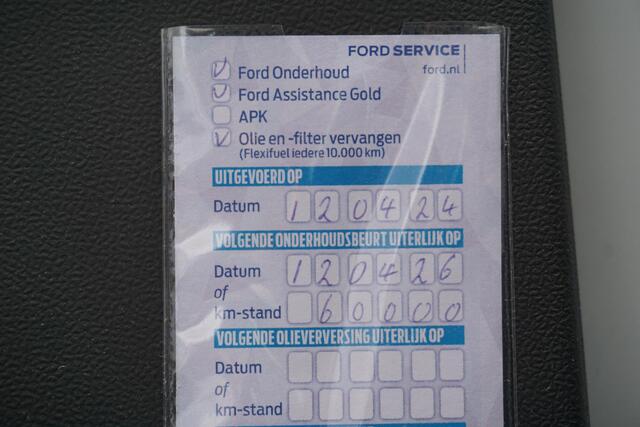 FORD SERVICE
ford.nl
Ford Onderhoud
Ford Assistance Gold
APK
Olie en -filter vervangen
(Flexifuel iedere 10.000 km)
UITGEVOERD OP
Datum 120424
VOLGENDE ONDERHOUDSBEURT UITERLIJK OP
Datum 120426
of
km-stand 60000
VOLGENDE OLIEVERVERSING UITERLIJK OP
Datum
of
km-stand